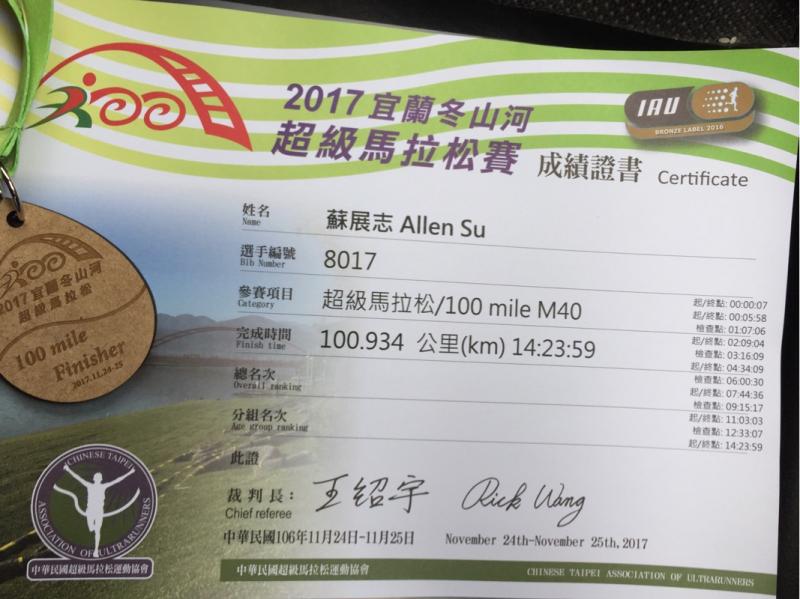 2017宜蘭冬山河
超級馬拉松賽 成績證書 Certificate
IAU
BRONZE LABEL 2016
姓名 蘇展志 Allen Su
Name
選手編號 8017
Bib Number
參賽項目 超級馬拉松/100 mile M40
Category
完成時間 100.934 公里(km) 14:23:59
Finish time
總名次
Overall ranking
分組名次
Age group ranking
起/終點: 00:00:07
起/終點: 00:05:58
檢查點: 01:07:06
起/終點: 02:09:04
檢查點: 03:16:09
起/終點: 04:34:09
檢查點: 06:00:30
起/終點: 07:44:36
檢查點: 09:15:17
起/終點: 11:03:03
檢查點: 12:33:07
起/終點: 14:23:59
此證
裁判長: 王紹宇 Rick Wang
Chief referee
中華民國106年11月24日-11月25日 November 24th-November 25th,2017
中華民國超級馬拉松運動協會 CHINESE TAIPEI ASSOCIATION OF ULTRARUNNERS
2017宜蘭冬山河
超級馬拉松
100 mile
Finisher
2017.11.24-25
CHINESE TAIPEI
ASSOCIATION OF ULTRARUNNERS
中華民國超級馬拉松運動協會